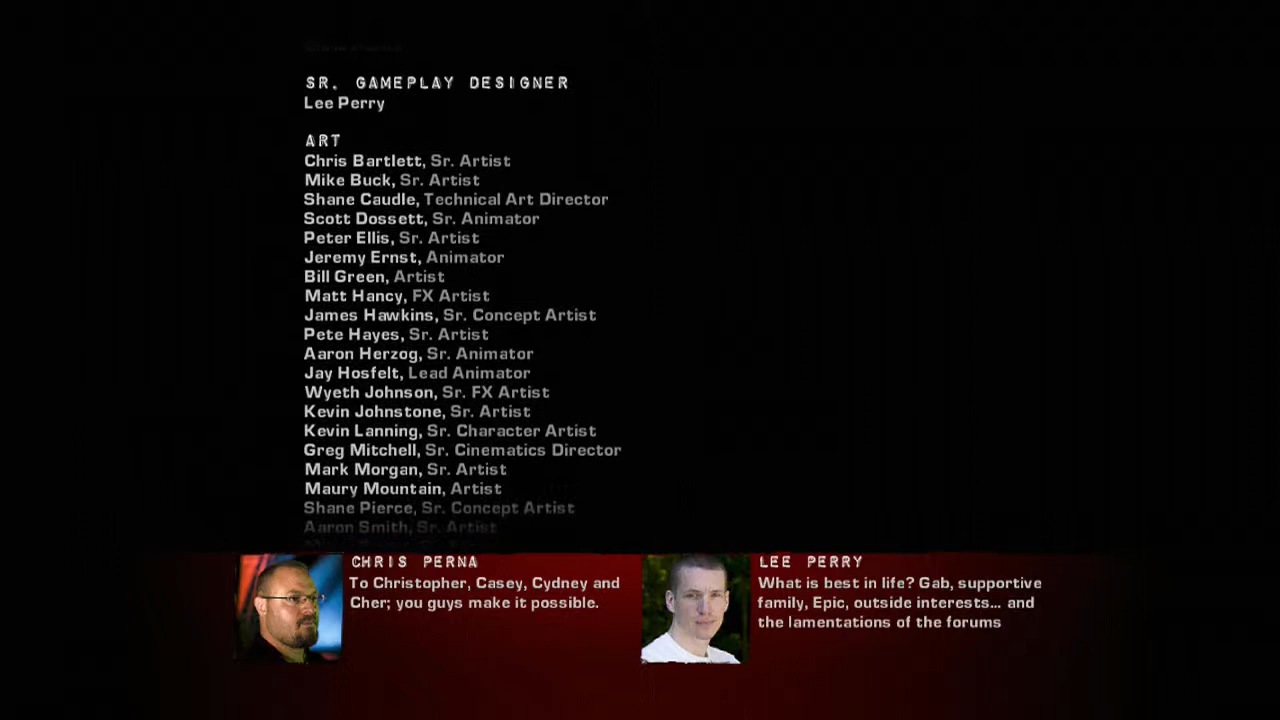 SR. GAMEPLAY DESIGNER
Lee Perry
ART
Chris Bartlett, Sr. Artist
Mike Buck, Sr. Artist
Shane Caudle, Technical Art Director
Scott Dossett, Sr. Animator
Peter Ellis, Sr. Artist
Jeremy Ernst, Animator
Bill Green, Artist
Matt Hancy, FX Artist
James Hawkins, Sr. Concept Artist
Pete Hayes, Sr. Artist
Aaron Herzog, Sr. Animator
Jay Hosfelt, Lead Animator
Wyeth Johnson, Sr. FX Artist
Kevin Johnstone, Sr. Artist
Kevin Lanning, Sr. Character Artist
Greg Mitchell, Sr. Cinematics Director
Mark Morgan, Sr. Artist
Maury Mountain, Artist
Shane Pierce, Sr. Concept Artist
Aaron Smith, Sr. Artist
CHRIS PERNA
To Christopher, Casey, Cydney and
Cher; you guys make it possible.
LEE PERRY
What is best in life? Gab, supportive
family, Epic, outside interests... and
the lamentations of the forums